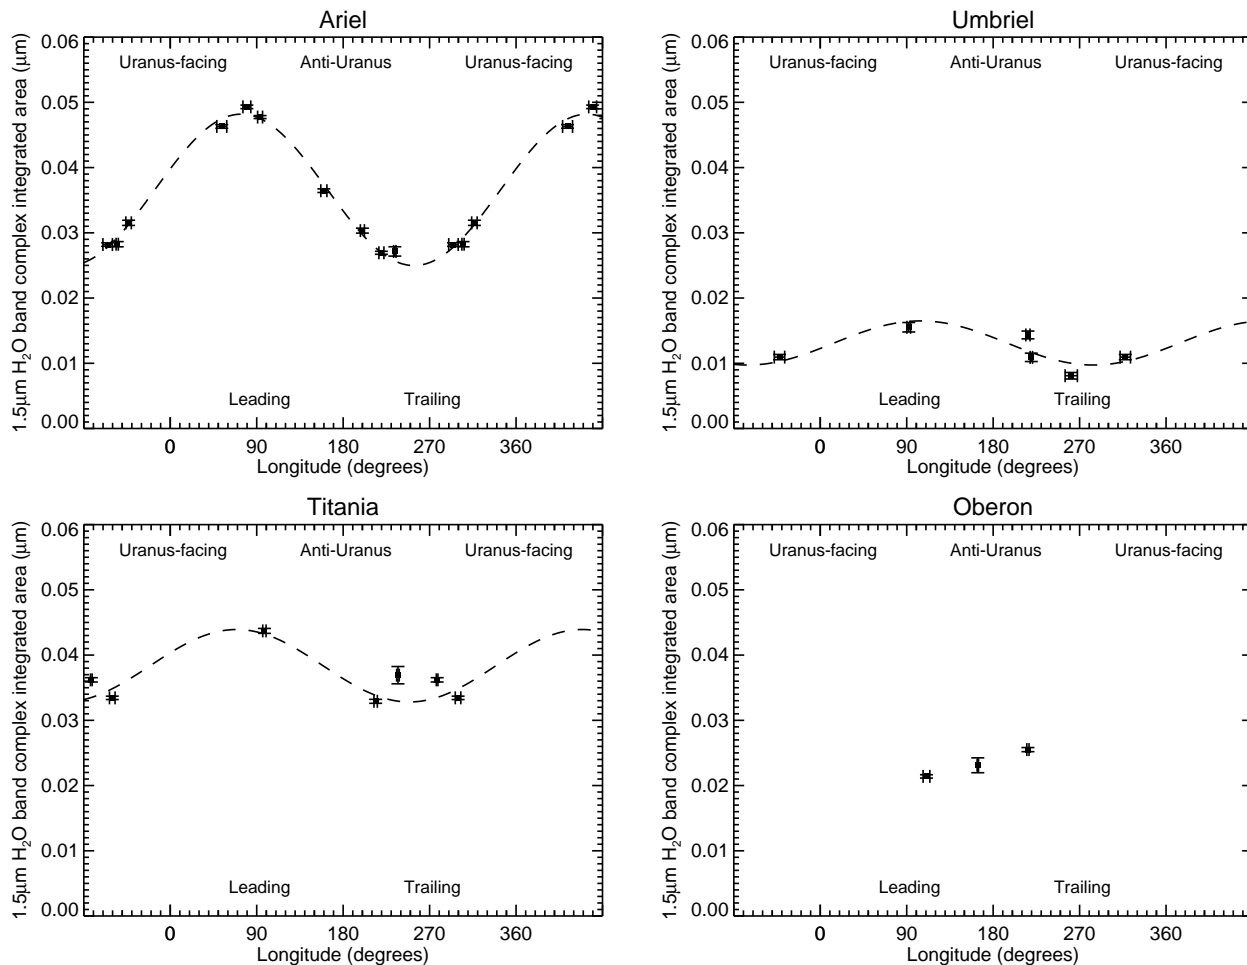 Ariel
1.5μm H2O band complex integrated area (μm)
0.06
0.05
0.04
0.03
0.02
0.01
0.00
Uranus-facing Anti-Uranus Uranus-facing
Leading Trailing
0 90 180 270 360
Longitude (degrees)
Umbriel
1.5μm H2O band complex integrated area (μm)
0.06
0.05
0.04
0.03
0.02
0.01
0.00
Uranus-facing Anti-Uranus Uranus-facing
Leading Trailing
0 90 180 270 360
Longitude (degrees)
Titania
1.5μm H2O band complex integrated area (μm)
0.06
0.05
0.04
0.03
0.02
0.01
0.00
Uranus-facing Anti-Uranus Uranus-facing
Leading Trailing
0 90 180 270 360
Longitude (degrees)
Oberon
1.5μm H2O band complex integrated area (μm)
0.06
0.05
0.04
0.03
0.02
0.01
0.00
Uranus-facing Anti-Uranus Uranus-facing
Leading Trailing
0 90 180 270 360
Longitude (degrees)